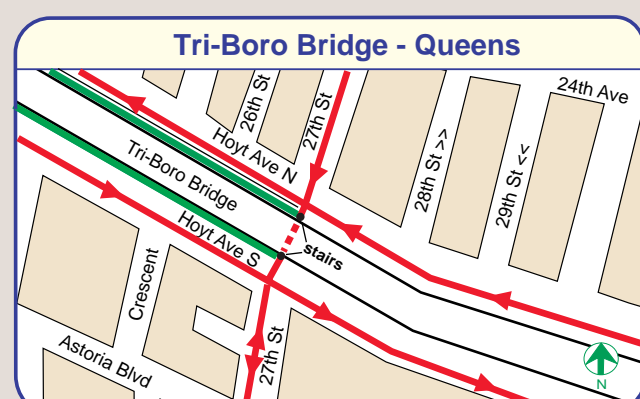 Tri-Boro Bridge - Queens
24th Ave
26th St
27th St
Hoyt Ave N
28th St >>
29th St <<
Tri-Boro Bridge
Hoyt Ave S
stairs
Crescent
Astoria Blvd
27th St
N